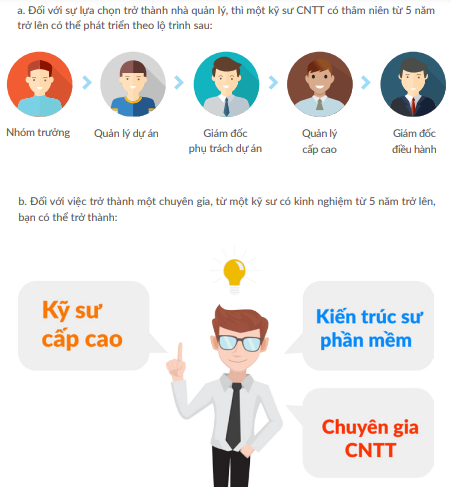 a. Đối với sự lựa chọn trở thành nhà quản lý, thì một kỹ sư CNTT có thâm niên từ 5 năm
trở lên có thể phát triển theo lộ trình sau:
Nhóm trưởng
Quản lý dự án
Giám đốc
phụ trách dự án
Quản lý
cấp cao
Giám đốc
điều hành
b. Đối với việc trở thành một chuyên gia, từ một kỹ sư có kinh nghiệm từ 5 năm trở lên,
bạn có thể trở thành:
Kỹ sư
cấp cao
Kiến trúc sư
phần mềm
Chuyên gia
CNTT